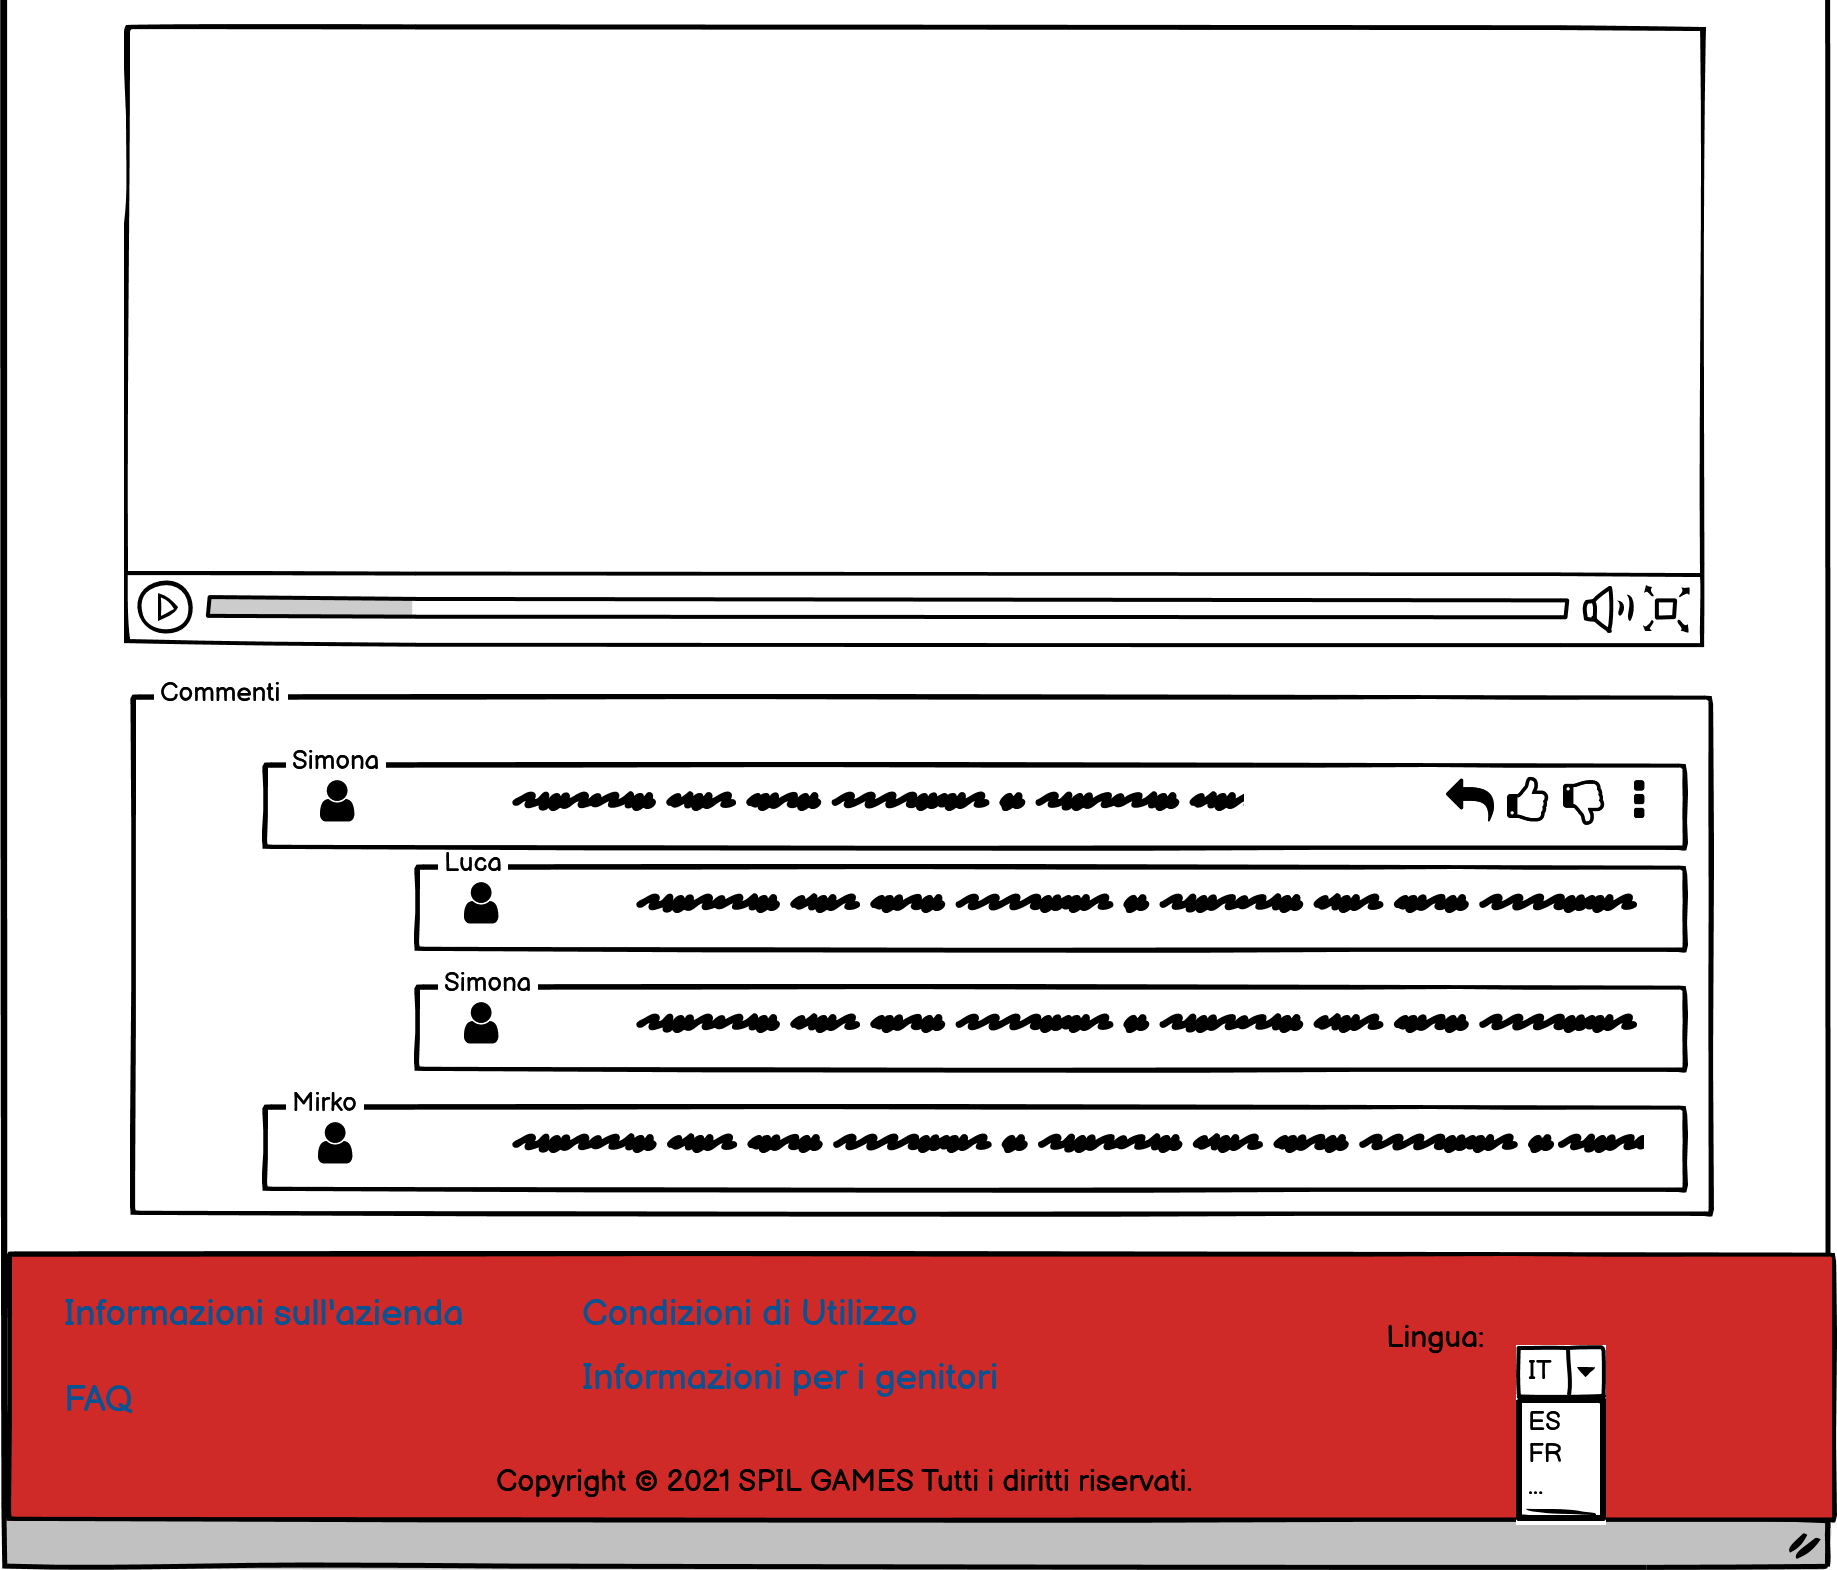 Commenti
Simona
Luca
Simona
Mirko
Informazioni sull'azienda
Condizioni di Utilizzo
Lingua:
Informazioni per i genitori
IT
FAQ
ES
FR
...
Copyright © 2021 SPIL GAMES Tutti i diritti riservati.